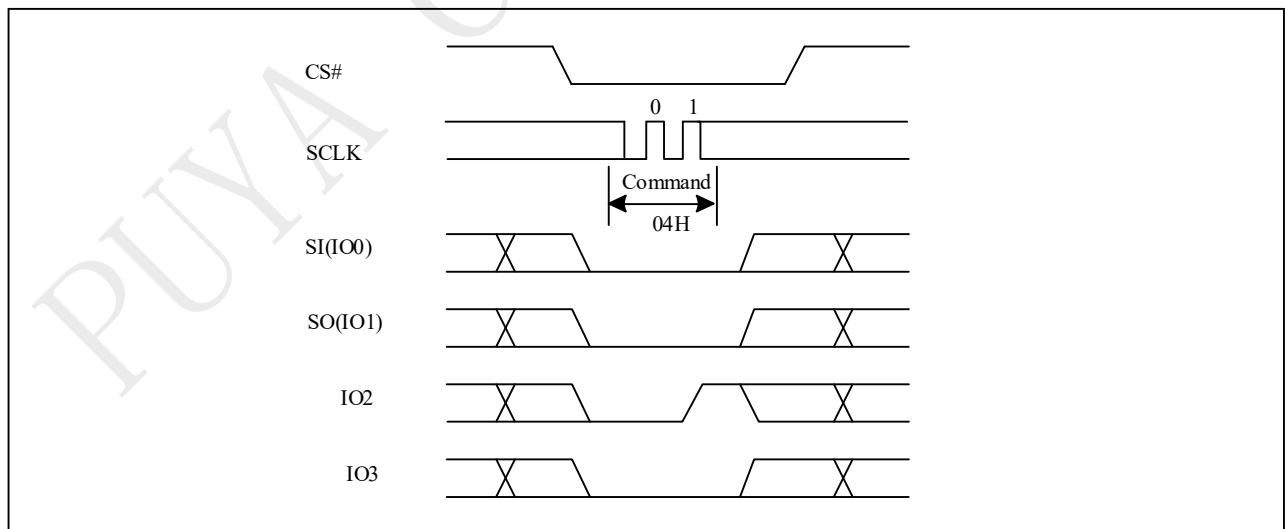 PUYA
CS#
0 1
SCLK
Command
04H
SI(IO0)
SO(IO1)
IO2
IO3